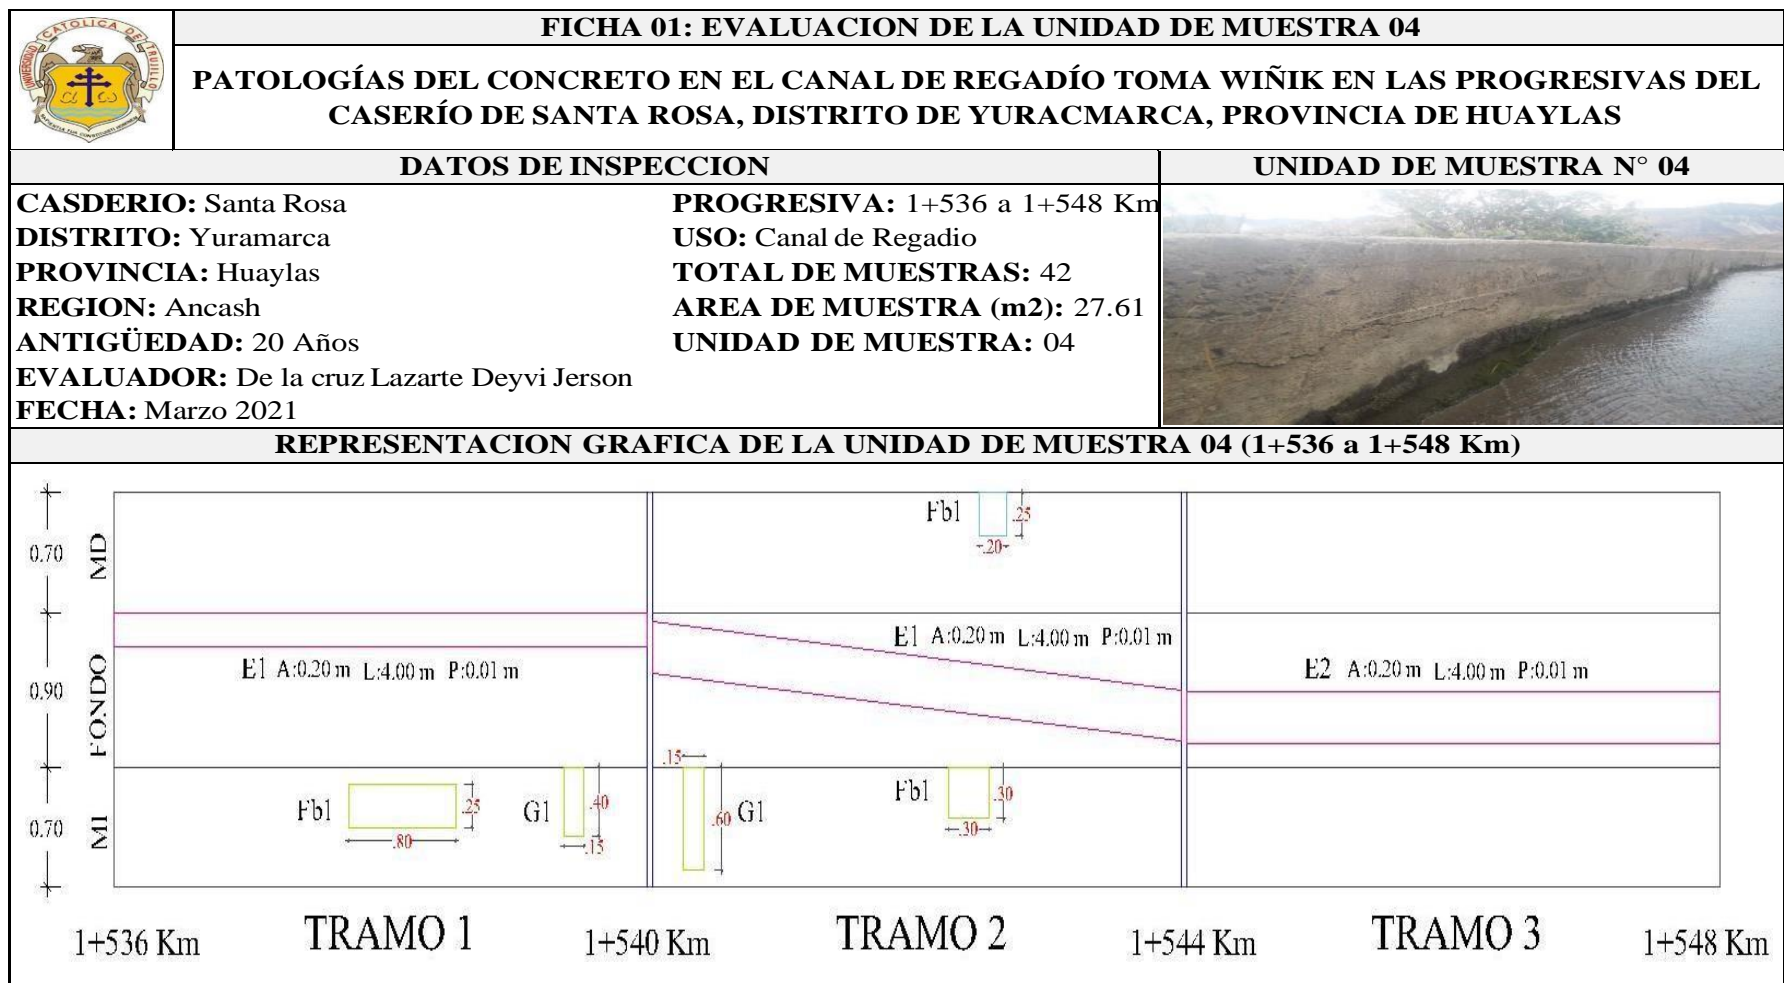 FICHA 01: EVALUACION DE LA UNIDAD DE MUESTRA 04
UNIVERSIDAD CATOLICA DE TRUJILLO
PATOLOGÍAS DEL CONCRETO EN EL CANAL DE REGADÍO TOMA WIÑIK EN LAS PROGRESIVAS DEL
CASERÍO DE SANTA ROSA, DISTRITO DE YURACMARCA, PROVINCIA DE HUAYLAS
DATOS DE INSPECCION
UNIDAD DE MUESTRA N° 04
CASDERIO: Santa Rosa
PROGRESIVA: 1+536 a 1+548 Km
DISTRITO: Yuramarca
USO: Canal de Regadio
PROVINCIA: Huaylas
TOTAL DE MUESTRAS: 42
REGION: Ancash
AREA DE MUESTRA (m2): 27.61
ANTIGÜEDAD: 20 Años
UNIDAD DE MUESTRA: 04
EVALUADOR: De la cruz Lazarte Deyvi Jerson
FECHA: Marzo 2021
REPRESENTACION GRAFICA DE LA UNIDAD DE MUESTRA 04 (1+536 a 1+548 Km)
0.70 MD
Fb1 .25
.20
0.90 FONDO
E1 A:0.20 m L:4.00 m P:0.01 m
E1 A:0.20 m L:4.00 m P:0.01 m
E2 A:0.20 m L:4.00 m P:0.01 m
0.70 MI
Fb1 .25
.80
G1 .40
.15
.15
.60 G1
Fb1 .30
.30
1+536 Km TRAMO 1 1+540 Km TRAMO 2 1+544 Km TRAMO 3 1+548 Km